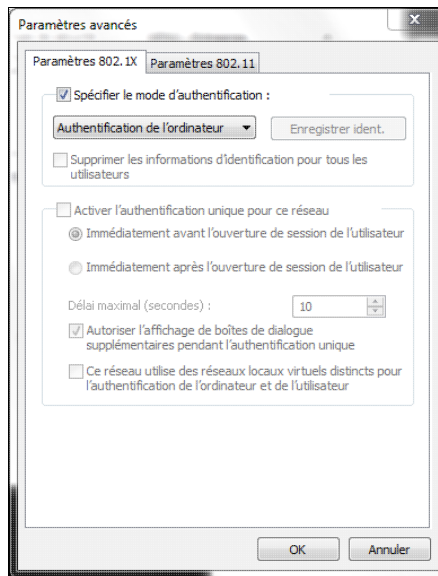 Paramètres avancés
Paramètres 802.1X
Paramètres 802.11
Spécifier le mode d'authentification :
Authentification de l'ordinateur
Enregistrer ident.
Supprimer les informations d'identification pour tous les
utilisateurs
Activer l'authentification unique pour ce réseau
Immédiatement avant l'ouverture de session de l'utilisateur
Immédiatement après l'ouverture de session de l'utilisateur
Délai maximal (secondes) :
10
Autoriser l'affichage de boîtes de dialogue
supplémentaires pendant l'authentification unique
Ce réseau utilise des réseaux locaux virtuels distincts pour
l'authentification de l'ordinateur et de l'utilisateur
OK
Annuler